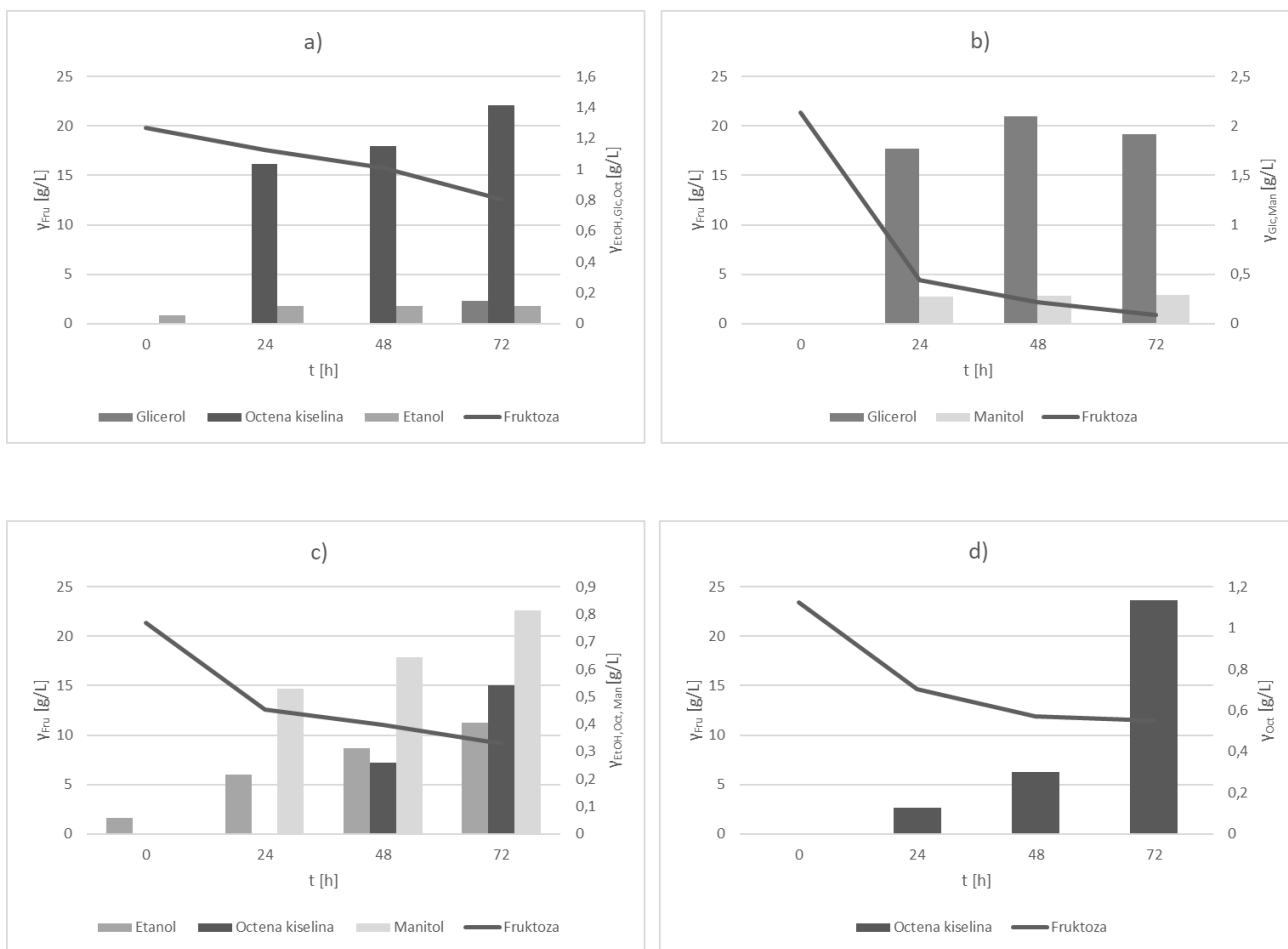 a)
25
20
15
10
5
0
γFru [g/L]
1,6
1,4
1,2
1
0,8
0,6
0,4
0,2
0
γEtOH,Glc,Oct [g/L]
0 24 48 72
t [h]
Glicerol Octena kiselina Etanol Fruktoza
b)
25
20
15
10
5
0
γFru [g/L]
2,5
2
1,5
1
0,5
0
γGlc,Man [g/L]
0 24 48 72
t [h]
Glicerol Manitol Fruktoza
c)
25
20
15
10
5
0
γFru [g/L]
0,9
0,8
0,7
0,6
0,5
0,4
0,3
0,2
0,1
0
γEtOH,Oct, Man [g/L]
0 24 48 72
t [h]
Etanol Octena kiselina Manitol Fruktoza
d)
25
20
15
10
5
0
γFru [g/L]
1,2
1
0,8
0,6
0,4
0,2
0
γOct [g/L]
0 24 48 72
t [h]
Octena kiselina Fruktoza